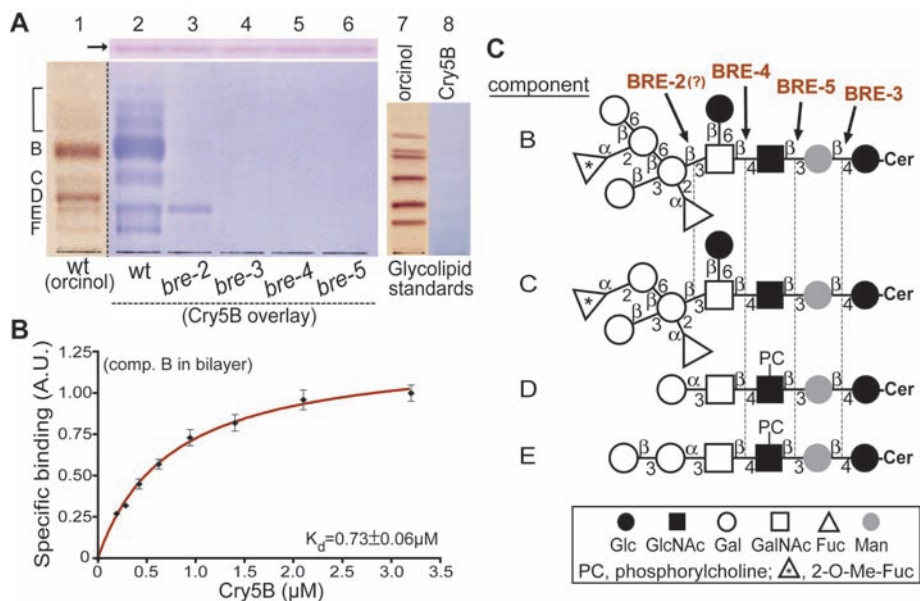 A
1 2 3 4 5 6 7 8
B
C
D
E
F
wt
(orcinol)
wt bre-2 bre-3 bre-4 bre-5
(Cry5B overlay)
orcinol
Cry5B
Glycolipid
standards
B
(comp. B in bilayer)
Specific binding (A.U.)
1.25
1.00
0.75
0.50
0.25
0
0 0.5 1.0 1.5 2.0 2.5 3.0 3.5
Kd=0.73±0.06µM
Cry5B (µM)
C
component
BRE-2(?) BRE-4 BRE-5 BRE-3
B
* α 2 β 6 β 6 β 3 β 3 α 2 β 6 β 4 β 3 β 4 Cer
C
* α 2 β 6 β 3 α 2 β 3 β 6 β 4 β 3 β 4 Cer
D
α 3 β 4 PC β 3 β 4 Cer
E
β 3 α 3 β 4 PC β 3 β 4 Cer
Glc GlcNAc Gal GalNAc Fuc Man
PC, phosphorylcholine; *, 2-O-Me-Fuc